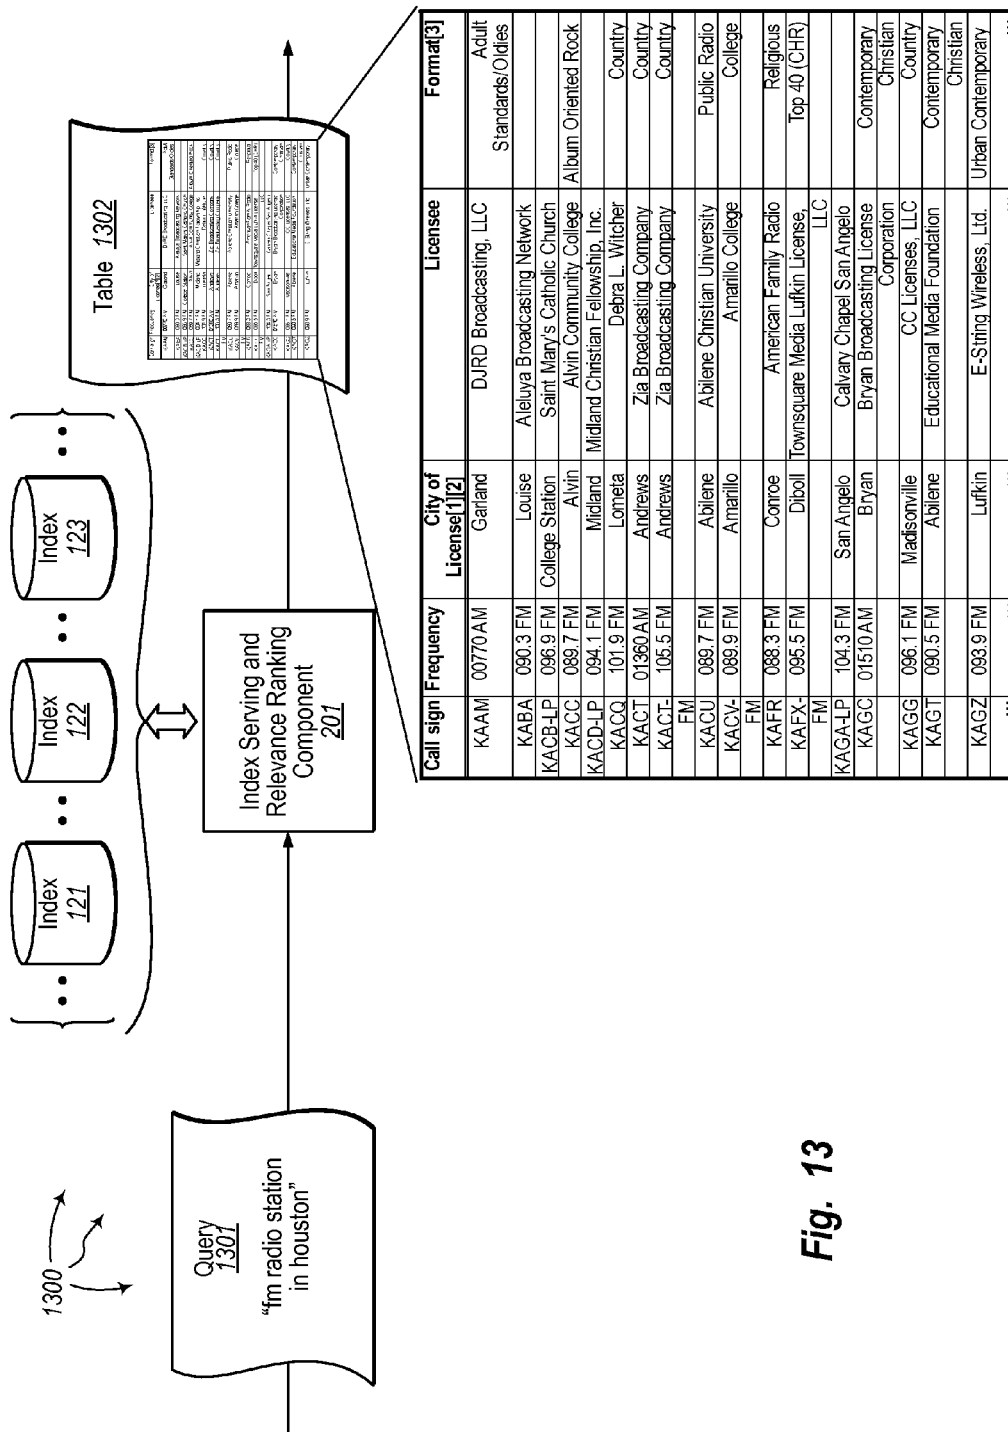 1300
Query
1301
"fm radio station
in houston"
Index
121
Index
122
Index
123
Index Serving and
Relevance Ranking
Component
201
Table 1302
Call sign Frequency City of License[1][2] Licensee Format[3]
KAAM 00770 AM Garland DJRD Broadcasting, LLC Adult
Standards/Oldies
KABA 090.3 FM Louise Aleluya Broadcasting Network
KACB-LP 096.9 FM College Station Saint Mary's Catholic Church
KACC 089.7 FM Alvin Alvin Community College Album Oriented Rock
KACD-LP 094.1 FM Midland Midland Christian Fellowship, Inc.
KACQ 101.9 FM Lometa Debra L. Witcher Country
KACT 01360 AM Andrews Zia Broadcasting Company Country
KACT- 105.5 FM Andrews Zia Broadcasting Company Country
FM
KACU 089.7 FM Abilene Abilene Christian University Public Radio
KACV- 089.9 FM Amarillo Amarillo College College
FM
KAFR 088.3 FM Conroe American Family Radio Religious
KAFX- 095.5 FM Diboll Townsquare Media Lufkin License, Top 40 (CHR)
FM LLC
KAGA-LP 104.3 FM San Angelo Calvary Chapel San Angelo
KAGC 01510 AM Bryan Bryan Broadcasting License Contemporary
Corporation Christian
KAGG 096.1 FM Madisonville CC Licenses, LLC Country
KAGT 090.5 FM Abilene Educational Media Foundation Contemporary
Christian
KAGZ 093.9 FM Lufkin E-String Wireless, Ltd. Urban Contemporary
... ... ... ... ...
Fig. 13